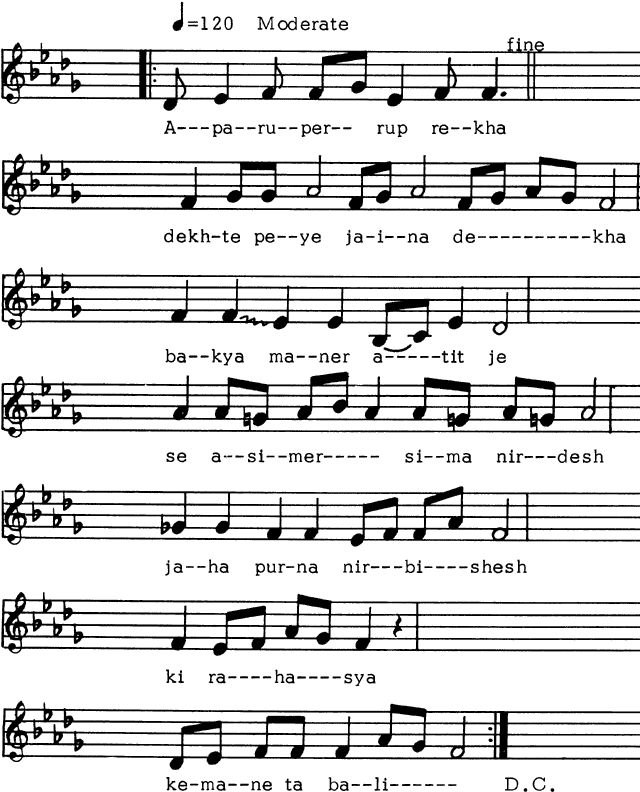 =120 Moderate
fine
A---pa--ru--per-- rup re--kha
dekh-te pe--ye ja-i--na de----------kha
ba--kya ma--ner a-----tit je
se a--si--mer----- si--ma nir---desh
ja--ha pur-na nir---bi----shesh
ki ra----ha----sya
ke-ma--ne ta ba--li------ D.C.